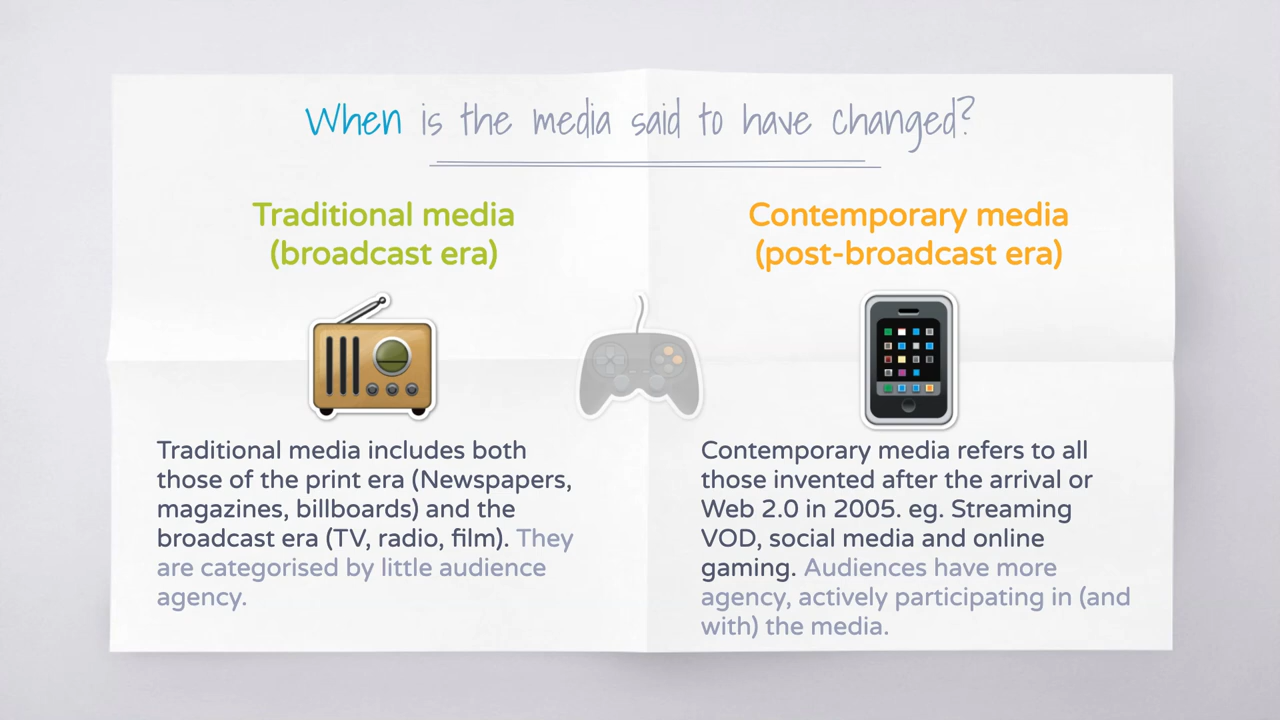 When is the media said to have changed?
Traditional media
(broadcast era)
Traditional media includes both
those of the print era (Newspapers,
magazines, billboards) and the
broadcast era (TV, radio, film). They
are categorised by little audience
agency.
Contemporary media
(post-broadcast era)
Contemporary media refers to all
those invented after the arrival or
Web 2.0 in 2005. eg. Streaming
VOD, social media and online
gaming. Audiences have more
agency, actively participating in (and
with) the media.